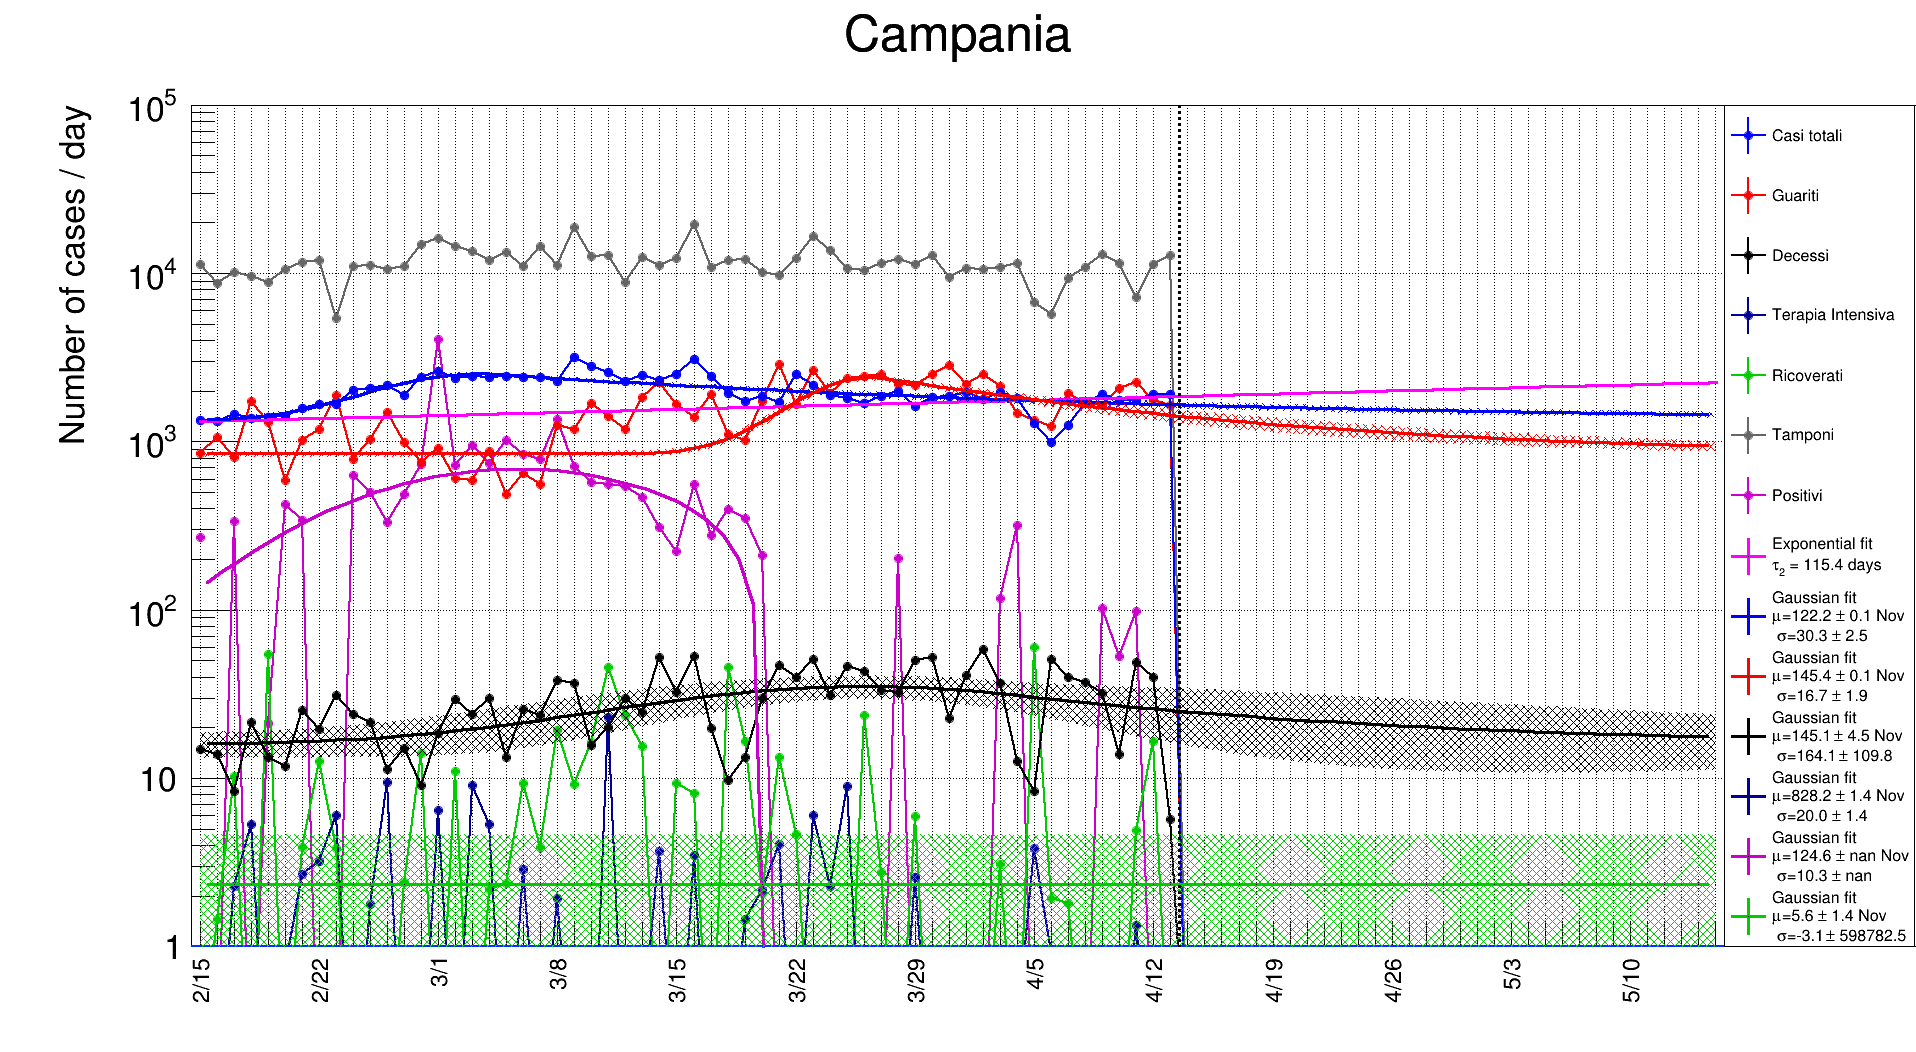 Campania
Number of cases / day
10^5
10^4
10^3
10^2
10
1
2/15
2/22
3/1
3/8
3/15
3/22
3/29
4/5
4/12
4/19
4/26
5/3
5/10
Casi totali
Guariti
Decessi
Terapia Intensiva
Ricoverati
Tamponi
Positivi
Exponential fit
τ₂ = 115.4 days
Gaussian fit
μ=122.2 ± 0.1 Nov
σ=30.3 ± 2.5
Gaussian fit
μ=145.4 ± 0.1 Nov
σ=16.7 ± 1.9
Gaussian fit
μ=145.1 ± 4.5 Nov
σ=164.1 ± 109.8
Gaussian fit
μ=828.2 ± 1.4 Nov
σ=20.0 ± 1.4
Gaussian fit
μ=124.6 ± nan Nov
σ=10.3 ± nan
Gaussian fit
μ=5.6 ± 1.4 Nov
σ=-3.1 ± 598782.5